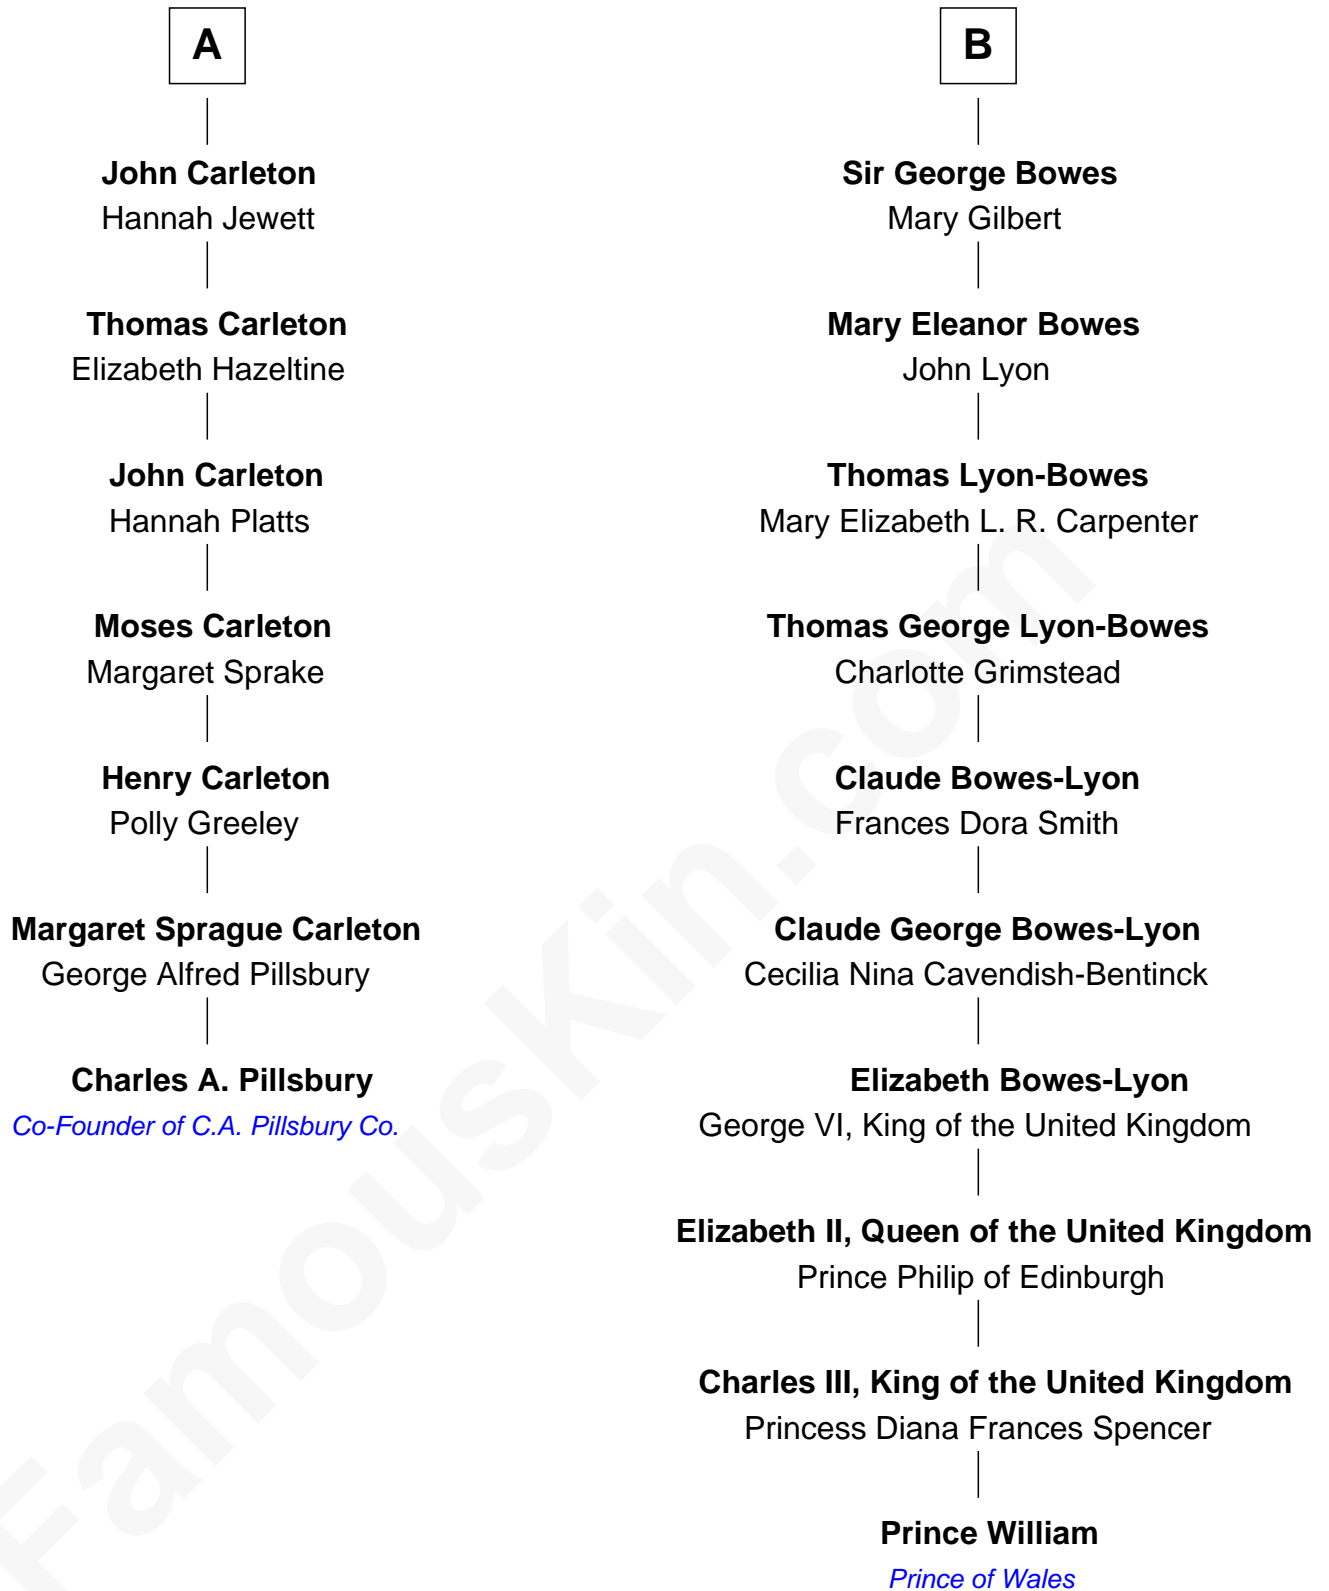 A
John Carleton
Hannah Jewett
Thomas Carleton
Elizabeth Hazeltine
John Carleton
Hannah Platts
Moses Carleton
Margaret Sprake
Henry Carleton
Polly Greeley
Margaret Sprague Carleton
George Alfred Pillsbury
Charles A. Pillsbury
Co-Founder of C.A. Pillsbury Co.
B
Sir George Bowes
Mary Gilbert
Mary Eleanor Bowes
John Lyon
Thomas Lyon-Bowes
Mary Elizabeth L. R. Carpenter
Thomas George Lyon-Bowes
Charlotte Grimstead
Claude Bowes-Lyon
Frances Dora Smith
Claude George Bowes-Lyon
Cecilia Nina Cavendish-Bentinck
Elizabeth Bowes-Lyon
George VI, King of the United Kingdom
Elizabeth II, Queen of the United Kingdom
Prince Philip of Edinburgh
Charles III, King of the United Kingdom
Princess Diana Frances Spencer
Prince William
Prince of Wales
FamousKin.com